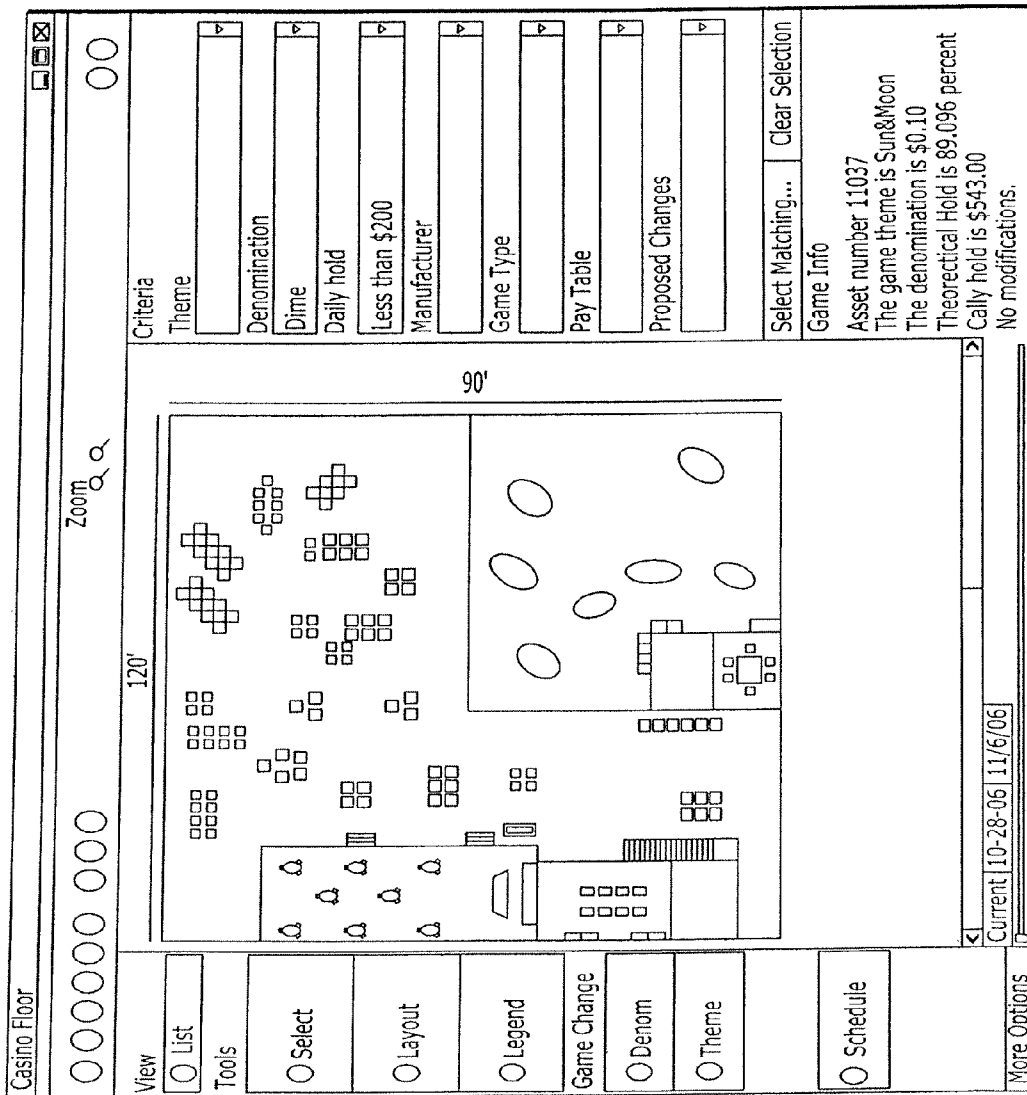 Casino Floor
Zoom
View
List
Tools
Select
Layout
Legend
Game Change
Denom
Theme
Schedule
More Options
120'
90'
Current 10-28-06 11/6/06
Criteria
Theme
Denomination
Dime
Daily hold
Less than $200
Manufacturer
Game Type
Pay Table
Proposed Changes
Select Matching... Clear Selection
Game Info
Asset number 11037
The game theme is Sun&Moon
The denomination is $0.10
Theorectical Hold is 89.096 percent
Cally hold is $543.00
No modifications.